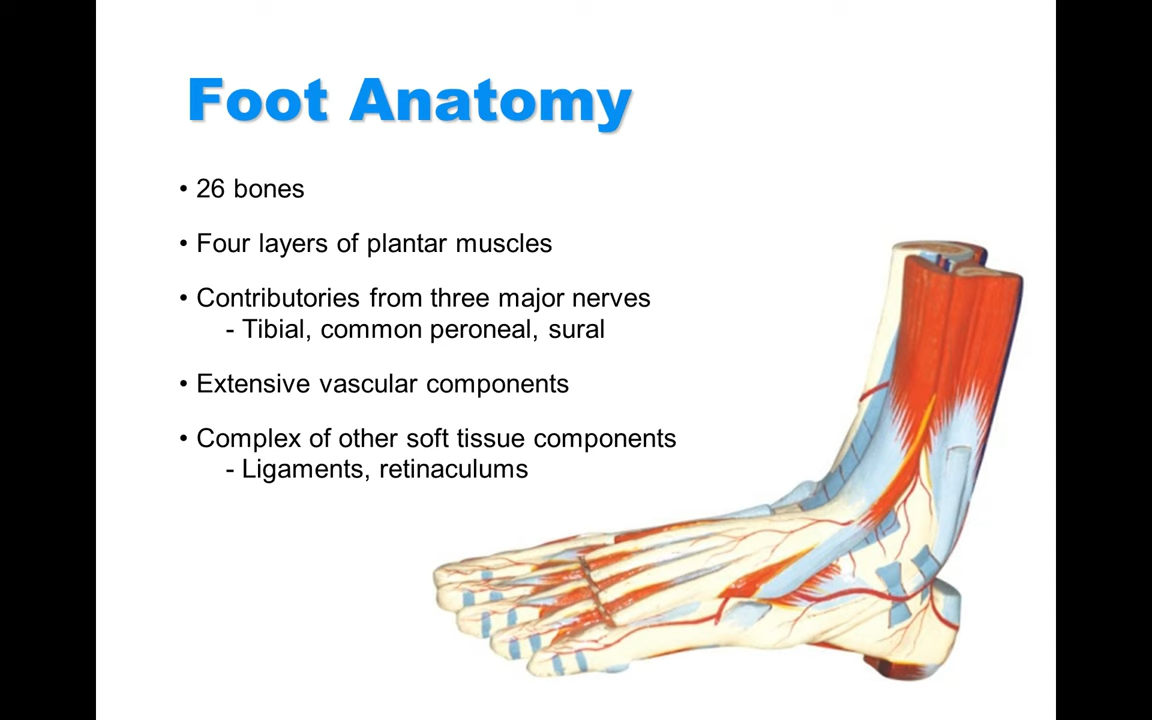 Foot Anatomy
• 26 bones
• Four layers of plantar muscles
• Contributories from three major nerves
- Tibial, common peroneal, sural
• Extensive vascular components
• Complex of other soft tissue components
- Ligaments, retinaculums